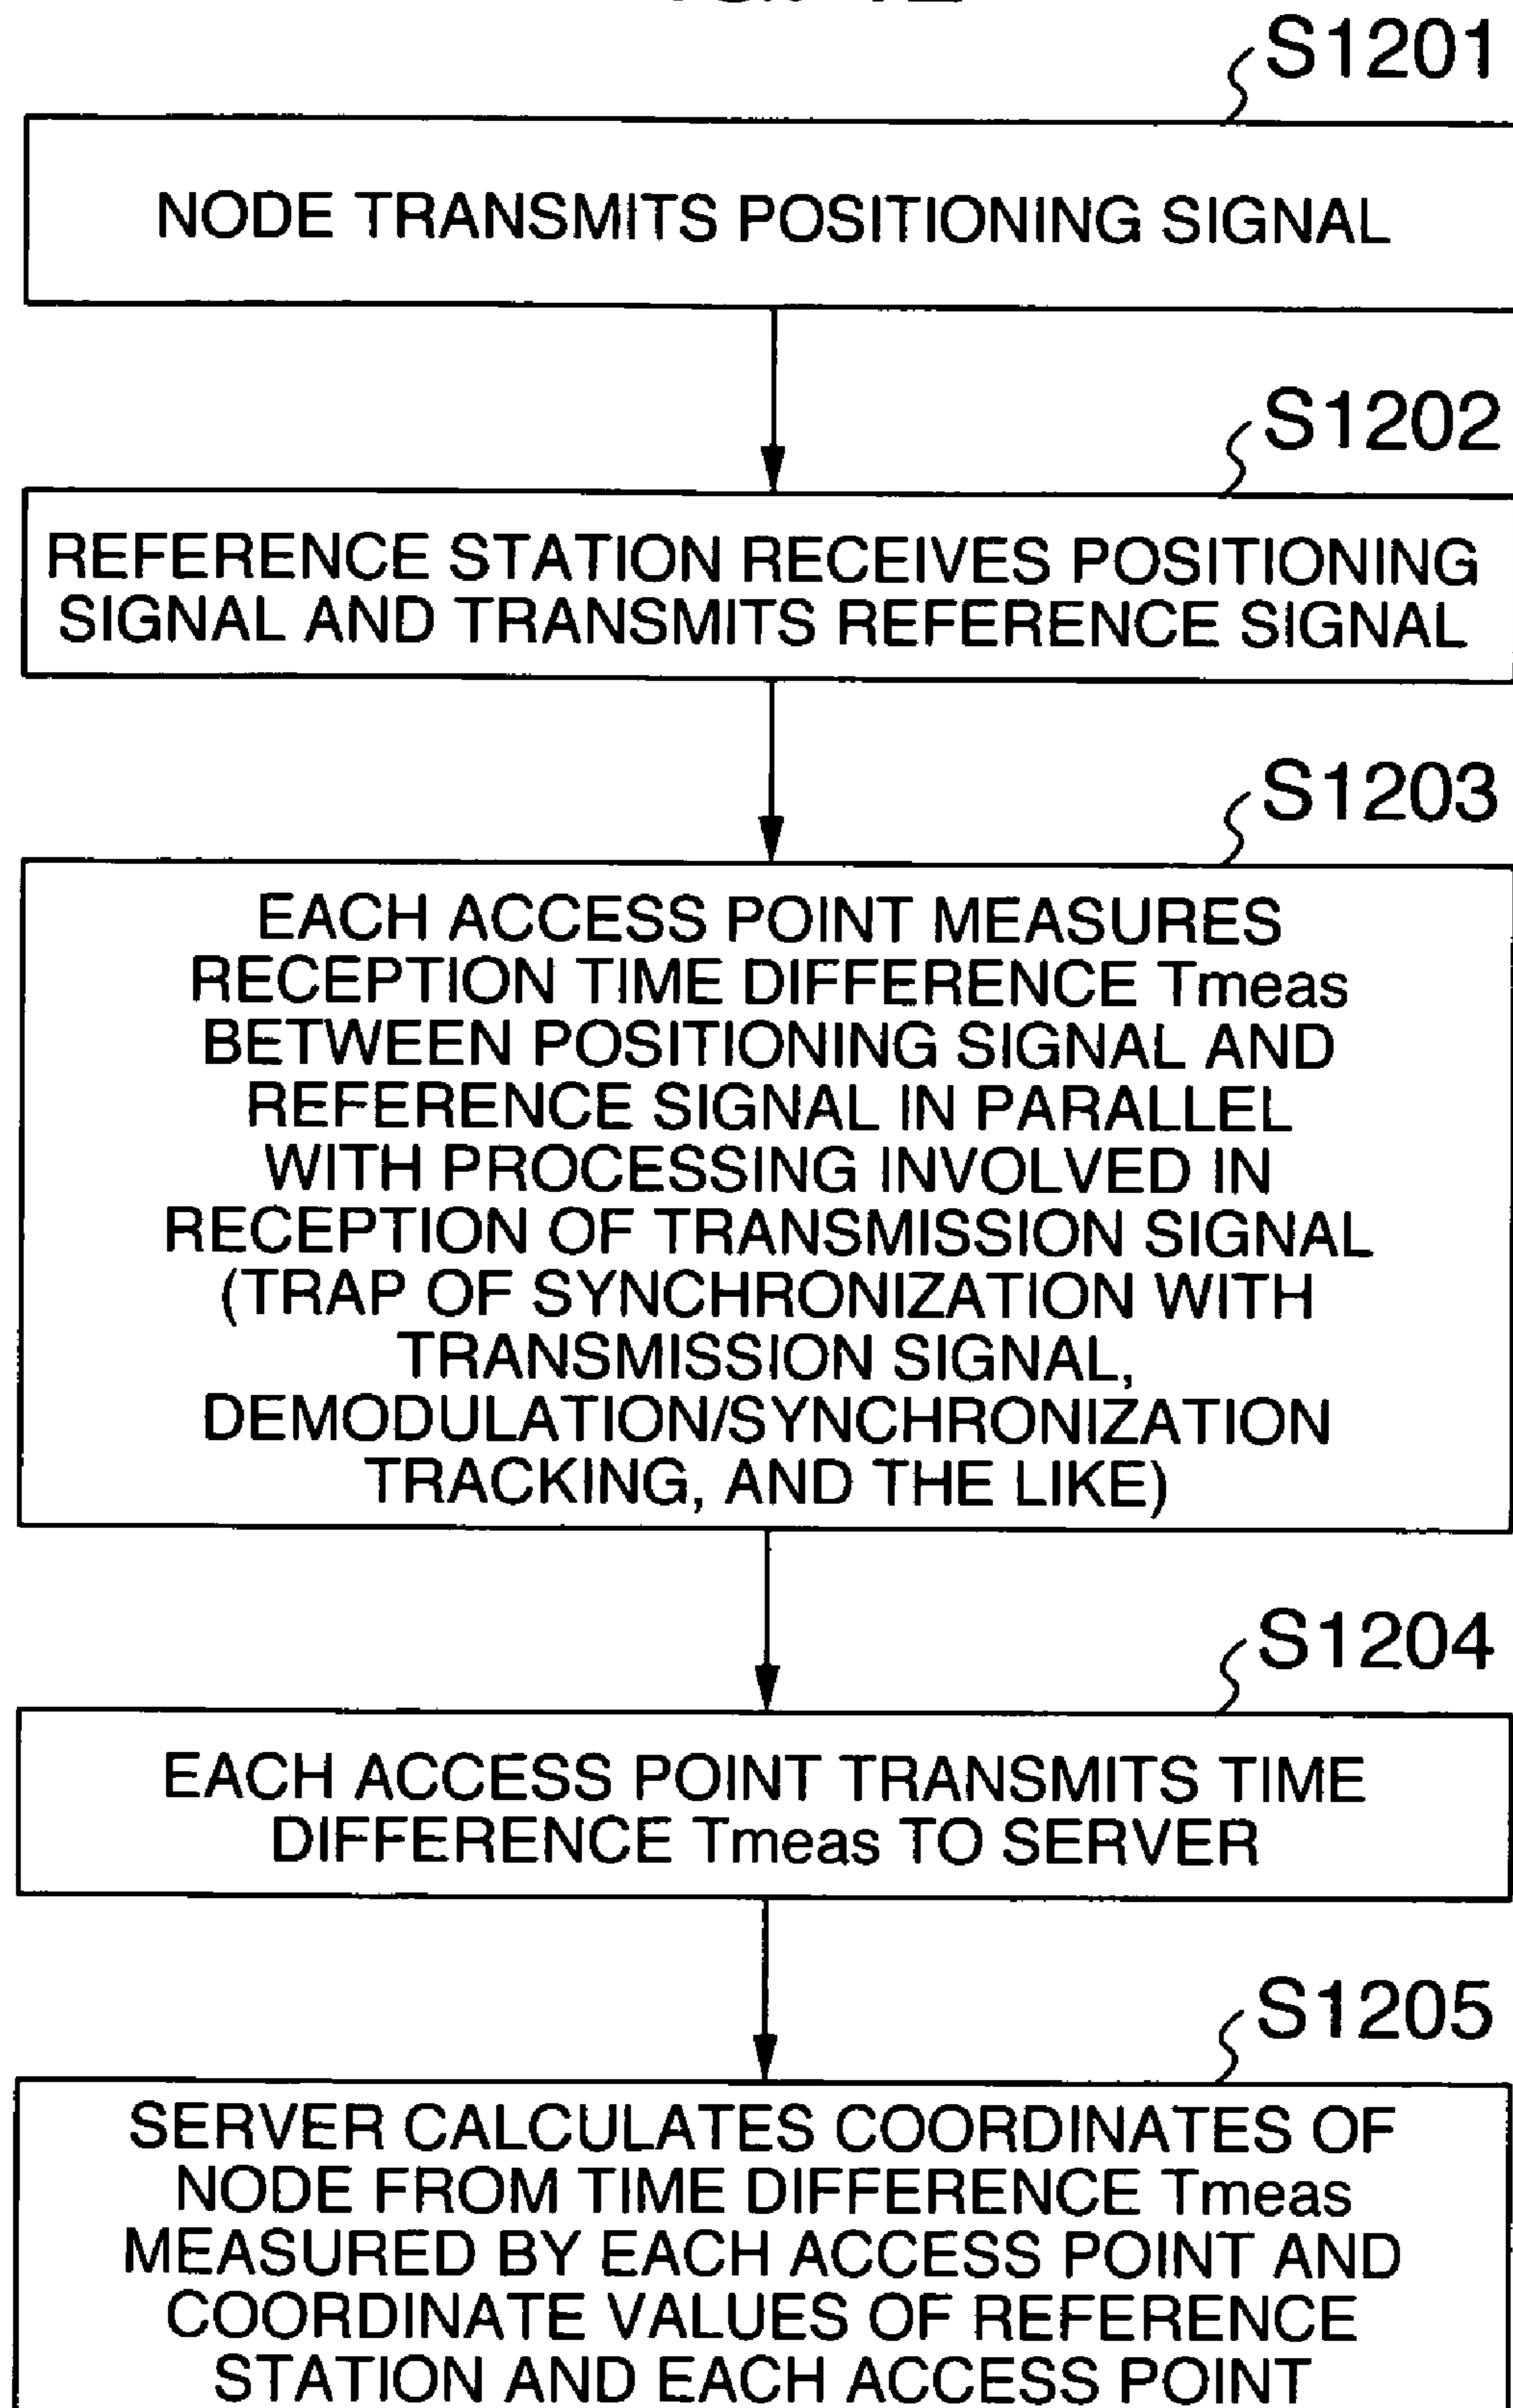 S1201
NODE TRANSMITS POSITIONING SIGNAL
S1202
REFERENCE STATION RECEIVES POSITIONING
SIGNAL AND TRANSMITS REFERENCE SIGNAL
S1203
EACH ACCESS POINT MEASURES
RECEPTION TIME DIFFERENCE Tmeas
BETWEEN POSITIONING SIGNAL AND
REFERENCE SIGNAL IN PARALLEL
WITH PROCESSING INVOLVED IN
RECEPTION OF TRANSMISSION SIGNAL
(TRAP OF SYNCHRONIZATION WITH
TRANSMISSION SIGNAL,
DEMODULATION/SYNCHRONIZATION
TRACKING, AND THE LIKE)
S1204
EACH ACCESS POINT TRANSMITS TIME
DIFFERENCE Tmeas TO SERVER
S1205
SERVER CALCULATES COORDINATES OF
NODE FROM TIME DIFFERENCE Tmeas
MEASURED BY EACH ACCESS POINT AND
COORDINATE VALUES OF REFERENCE
STATION AND EACH ACCESS POINT